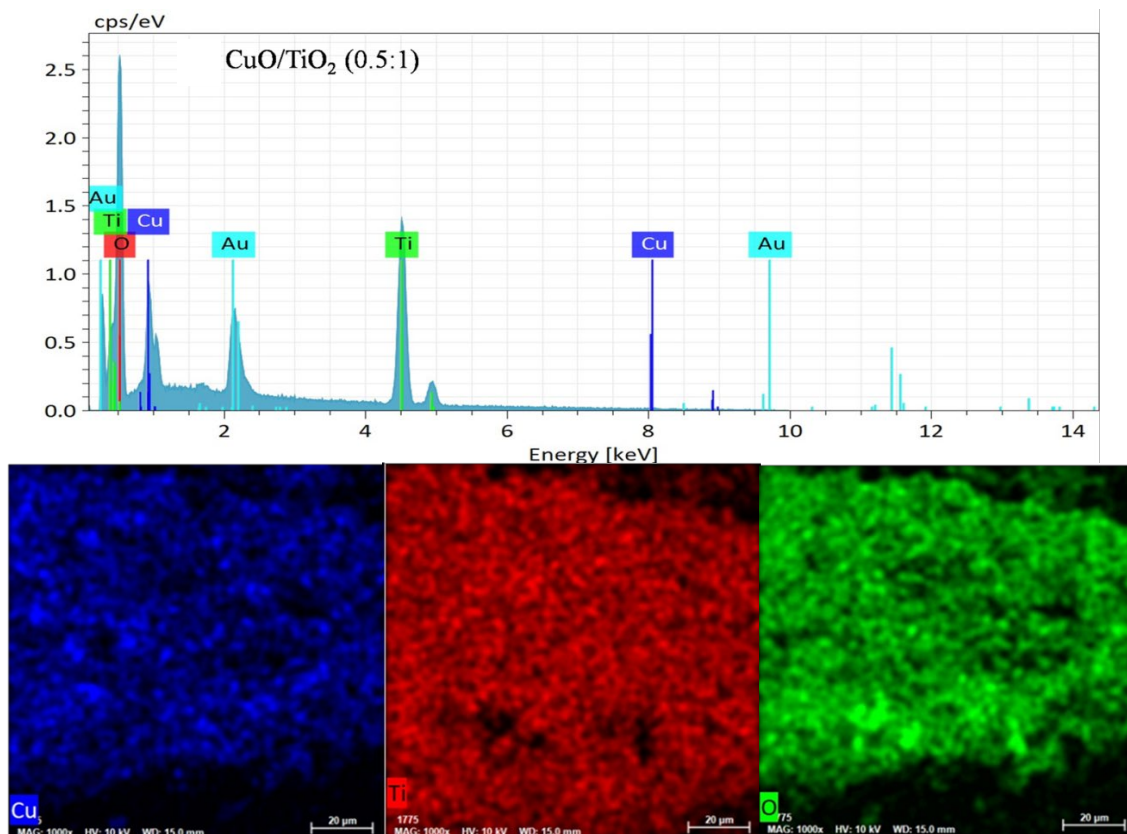 cps/eV
CuO/TiO₂ (0.5:1)
2.5
2.0
1.5
1.0
0.5
0.0
Au
Ti
Cu
O
Au
Ti
Cu
Au
2 4 6 8 10 12 14
Energy [keV]
Cu
MAG: 1000x HV: 10 kV WD: 15.0 mm 20 µm
Ti
1775
MAG: 1000x HV: 10 kV WD: 15.0 mm 20 µm
O
775
MAG: 1000x HV: 10 kV WD: 15.0 mm 20 µm